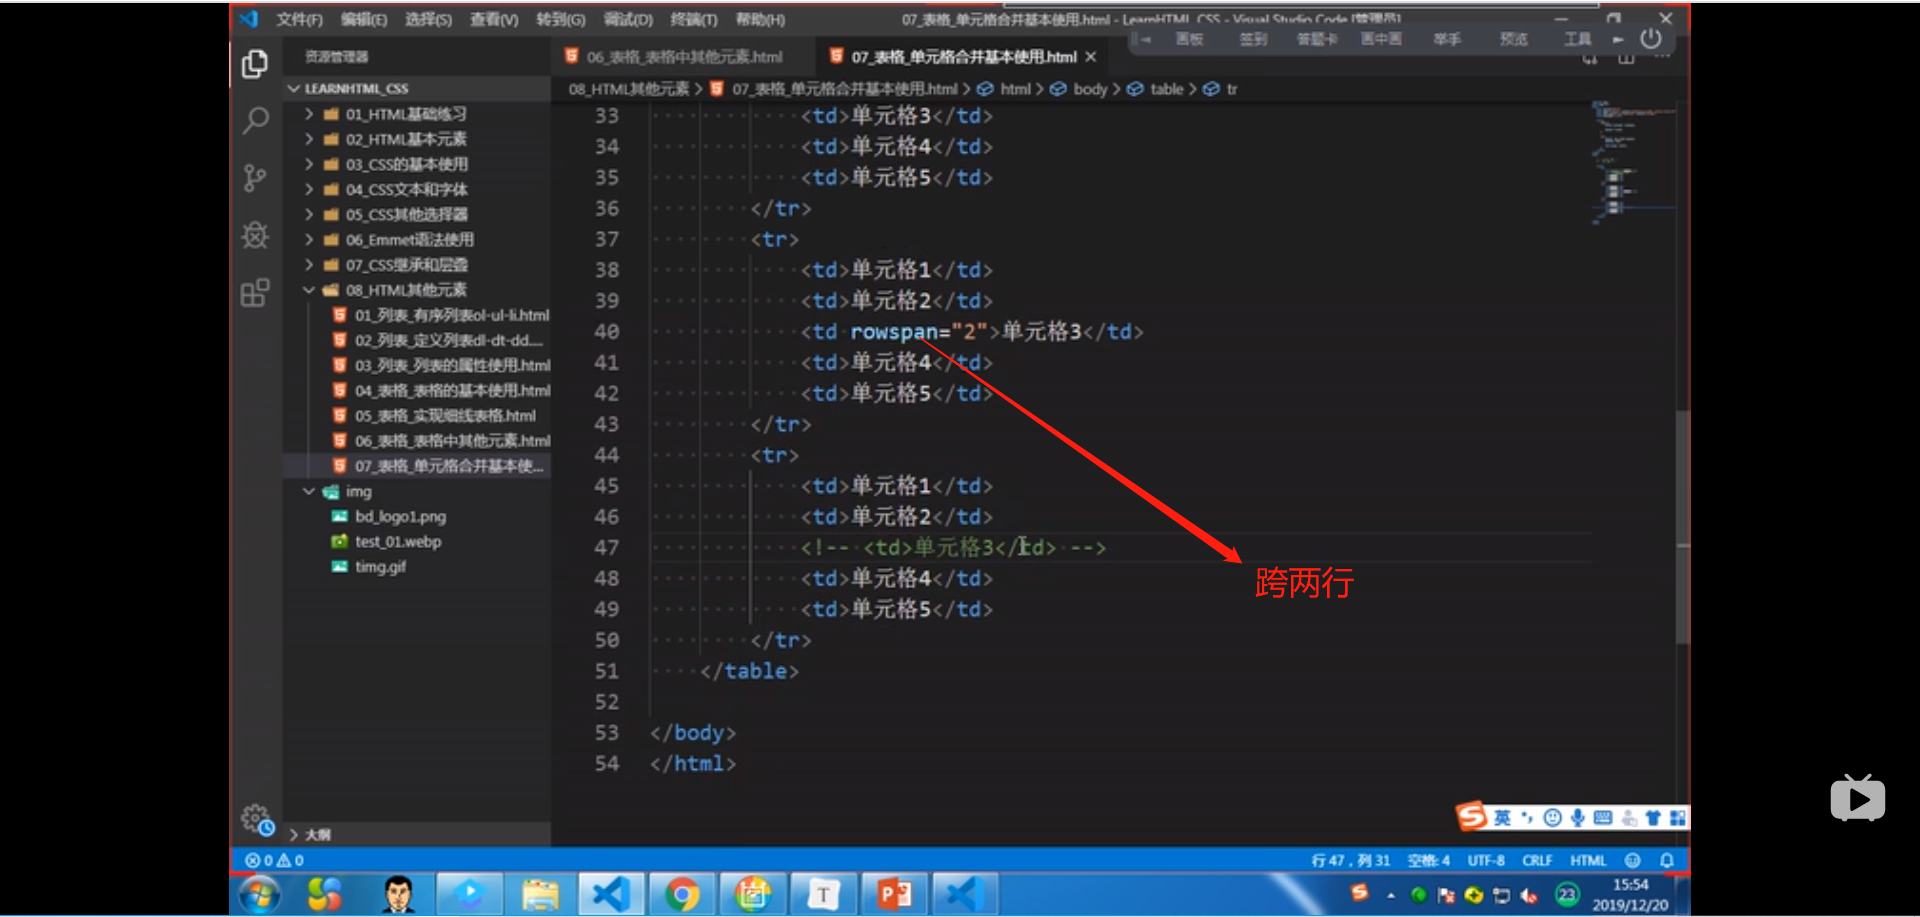 文件(F) 编辑(E) 选择(S) 查看(V) 转到(G) 调试(D) 终端(T) 帮助(H) 07_表格_单元格合并基本使用.html - LearnHTML_CSS - Visual Studio Code [管理员]
画板 签到 答题卡 画中画 举手 预览 工具
资源管理器
06_表格_表格中其他元素.html 07_表格_单元格合并基本使用.html
08_HTML其他元素 > 07_表格_单元格合并基本使用.html > html > body > table > tr
LEARNHTML_CSS
01_HTML基础练习
02_HTML基本元素
03_CSS的基本使用
04_CSS文本和字体
05_CSS其他选择器
06_Emmet语法使用
07_CSS继承和层叠
08_HTML其他元素
01_列表_有序列表ol-ul-li.html
02_列表_定义列表dl-dt-dd....
03_列表_列表的属性使用.html
04_表格_表格的基本使用.html
05_表格_实现细线表格.html
06_表格_表格中其他元素.html
07_表格_单元格合并基本使...
img
bd_logo1.png
test_01.webp
timg.gif
大纲
33 <td>单元格3</td>
34 <td>单元格4</td>
35 <td>单元格5</td>
36 </tr>
37 <tr>
38 <td>单元格1</td>
39 <td>单元格2</td>
40 <td rowspan="2">单元格3</td>
41 <td>单元格4</td>
42 <td>单元格5</td>
43 </tr>
44 <tr>
45 <td>单元格1</td>
46 <td>单元格2</td>
47 <!-- <td>单元格3</td> -->
48 <td>单元格4</td>
49 <td>单元格5</td>
50 </tr>
51 </table>
52
53 </body>
54 </html>
跨两行
英
0 0 行 47，列 31 空格: 4 UTF-8 CRLF HTML
23
15:54
2019/12/20